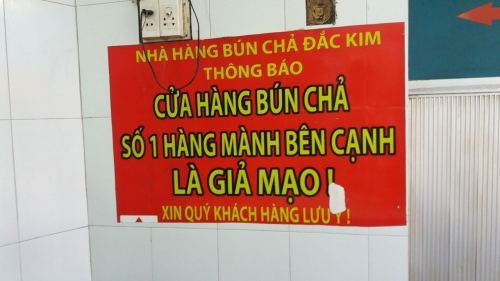 NHÀ HÀNG BÚN CHẢ ĐẮC KIM
THÔNG BÁO
CỬA HÀNG BÚN CHẢ
SỐ 1 HÀNG MÀNH BÊN CẠNH
LÀ GIẢ MẠO !
XIN QUÝ KHÁCH HÀNG LƯU Ý !